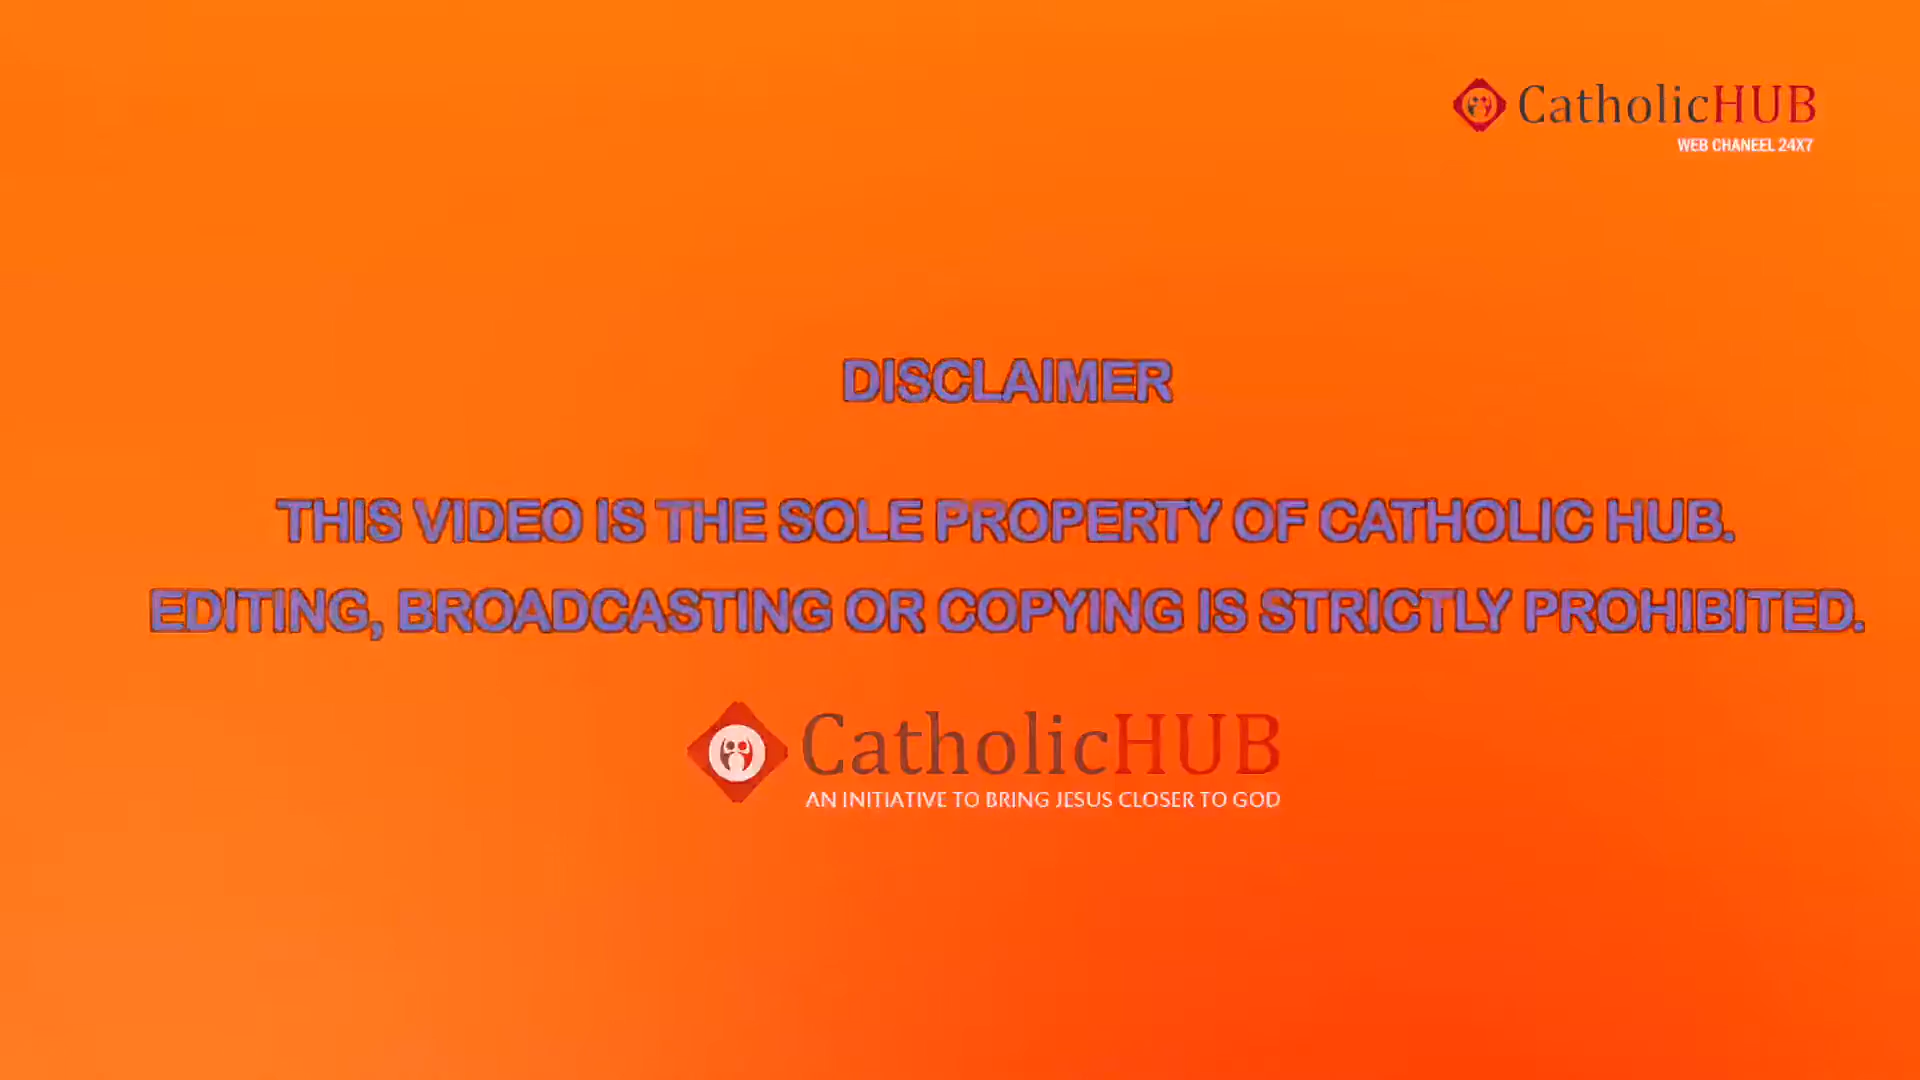 CatholicHUB
WEB CHANEEL 24X7
DISCLAIMER
THIS VIDEO IS THE SOLE PROPERTY OF CATHOLIC HUB.
EDITING, BROADCASTING OR COPYING IS STRICTLY PROHIBITED.
CatholicHUB
AN INITIATIVE TO BRING JESUS CLOSER TO GOD